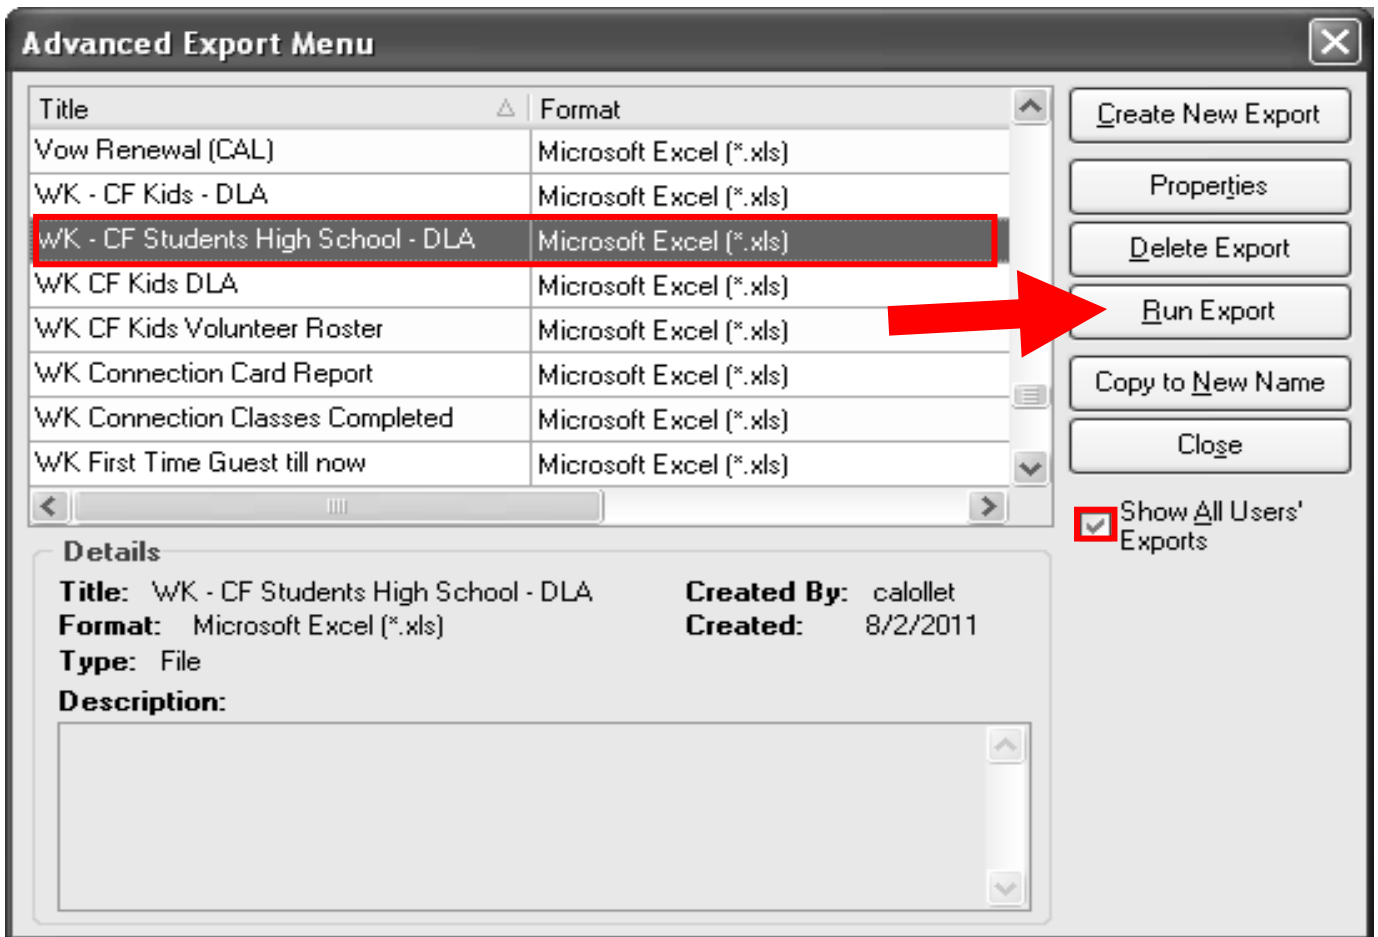 Advanced Export Menu
Title Format
Vow Renewal (CAL) Microsoft Excel (*.xls)
WK - CF Kids - DLA Microsoft Excel (*.xls)
WK - CF Students High School - DLA Microsoft Excel (*.xls)
WK CF Kids DLA Microsoft Excel (*.xls)
WK CF Kids Volunteer Roster Microsoft Excel (*.xls)
WK Connection Card Report Microsoft Excel (*.xls)
WK Connection Classes Completed Microsoft Excel (*.xls)
WK First Time Guest till now Microsoft Excel (*.xls)
Create New Export
Properties
Delete Export
Run Export
Copy to New Name
Close
Show All Users'
Exports
Details
Title: WK - CF Students High School - DLA Created By: calollet
Format: Microsoft Excel (*.xls) Created: 8/2/2011
Type: File
Description: